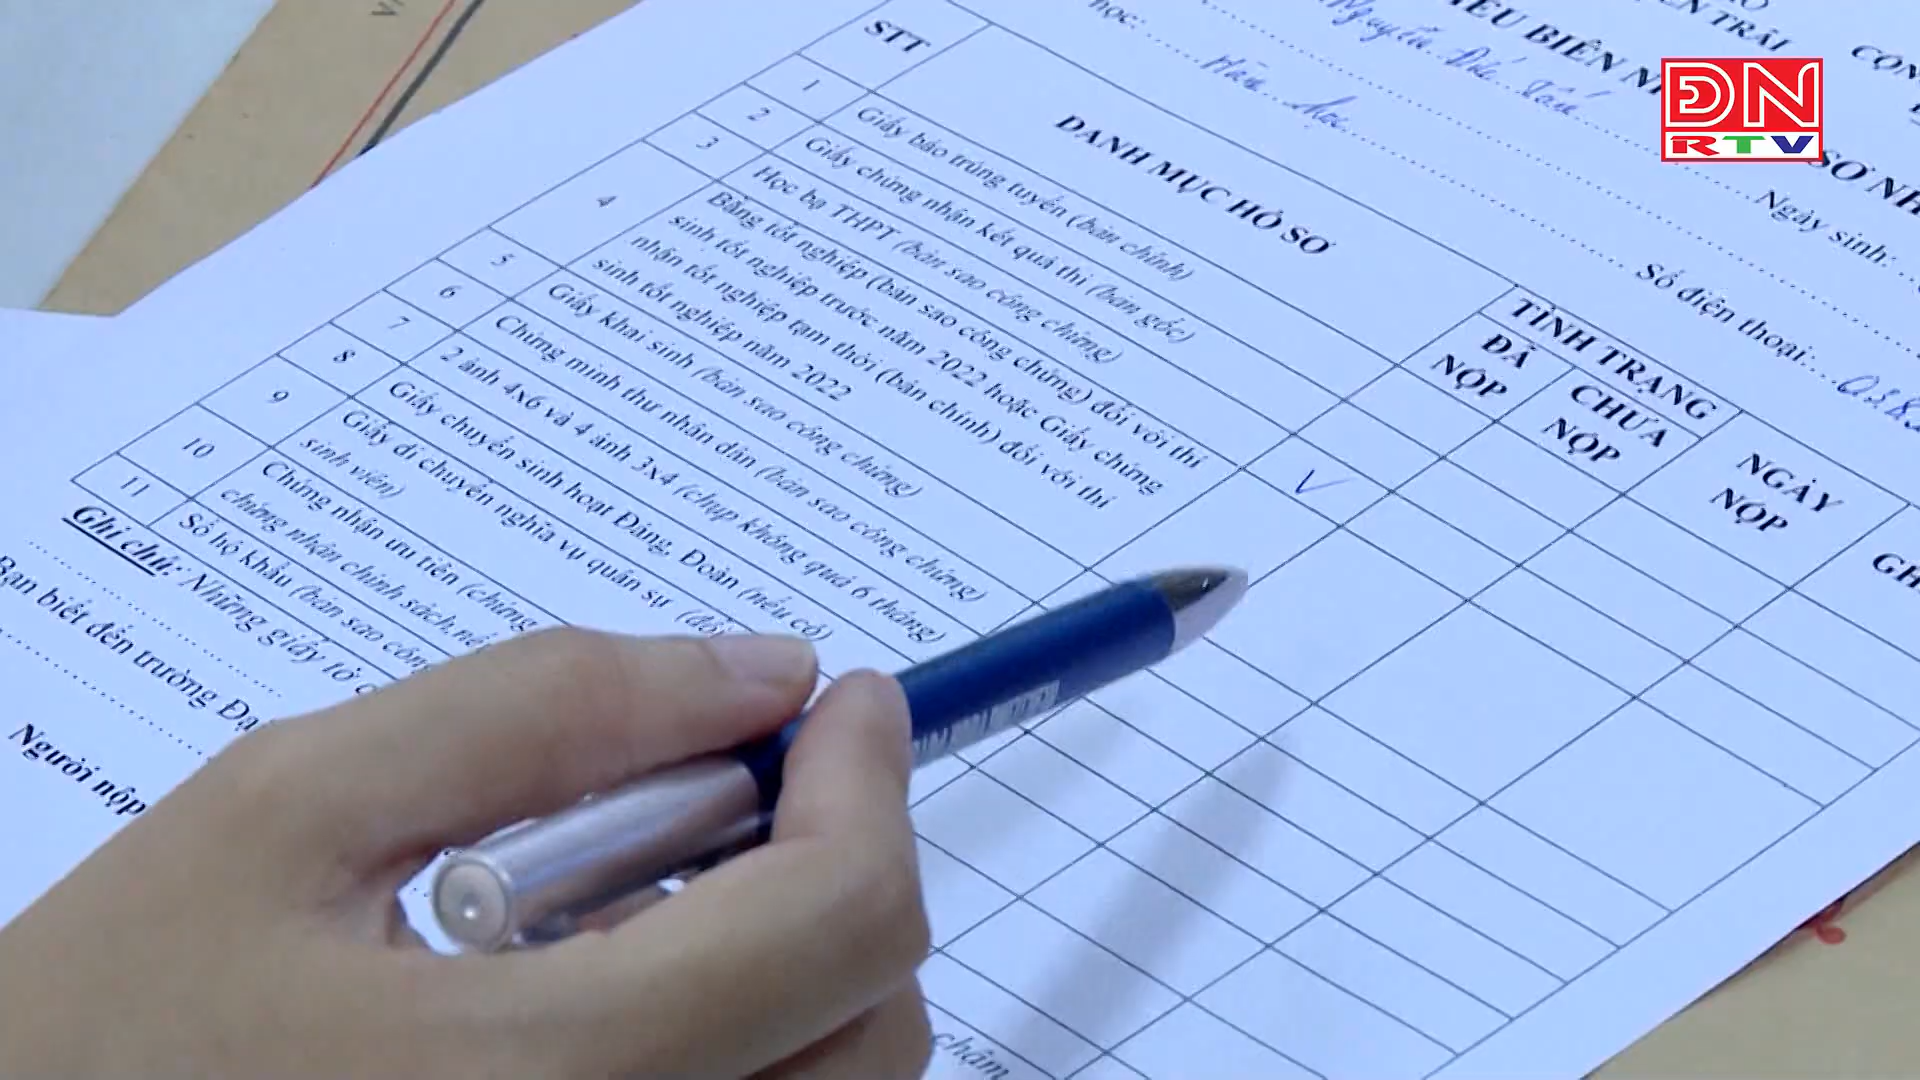 ĐN
RTV
Nguyễn Đức
học:
Ngày sinh:
Số điện thoại:
STT
DANH MỤC HỒ SƠ
TÌNH TRẠNG
ĐÃ NỘP
CHƯA NỘP
NGÀY NỘP
1 Giấy báo trúng tuyển (bản chính)
2 Giấy chứng nhận kết quả thi (bản gốc)
3 Học bạ THPT (bản sao công chứng)
4 Bằng tốt nghiệp (bản sao công chứng) đối với thí
sinh tốt nghiệp trước năm 2022 hoặc Giấy chứng
nhận tốt nghiệp tạm thời (bản chính) đối với thí
sinh tốt nghiệp năm 2022
5 Giấy khai sinh (bản sao công chứng)
6 Chứng minh thư nhân dân (bản sao công chứng)
7 2 ảnh 4x6 và 4 ảnh 3x4 (chụp không quá 6 tháng)
8 Giấy chuyển sinh hoạt Đảng, Đoàn (nếu có)
9 Giấy di chuyển nghĩa vụ quân sự (đối
sinh viên)
10 Chứng nhận ưu tiên (chứng
chứng nhận chính sách,
11 Sổ hộ khẩu (bản sao công
Ghi chú: Những giấy tờ
chậm
Bạn biết đến trường Đại
Người nộp